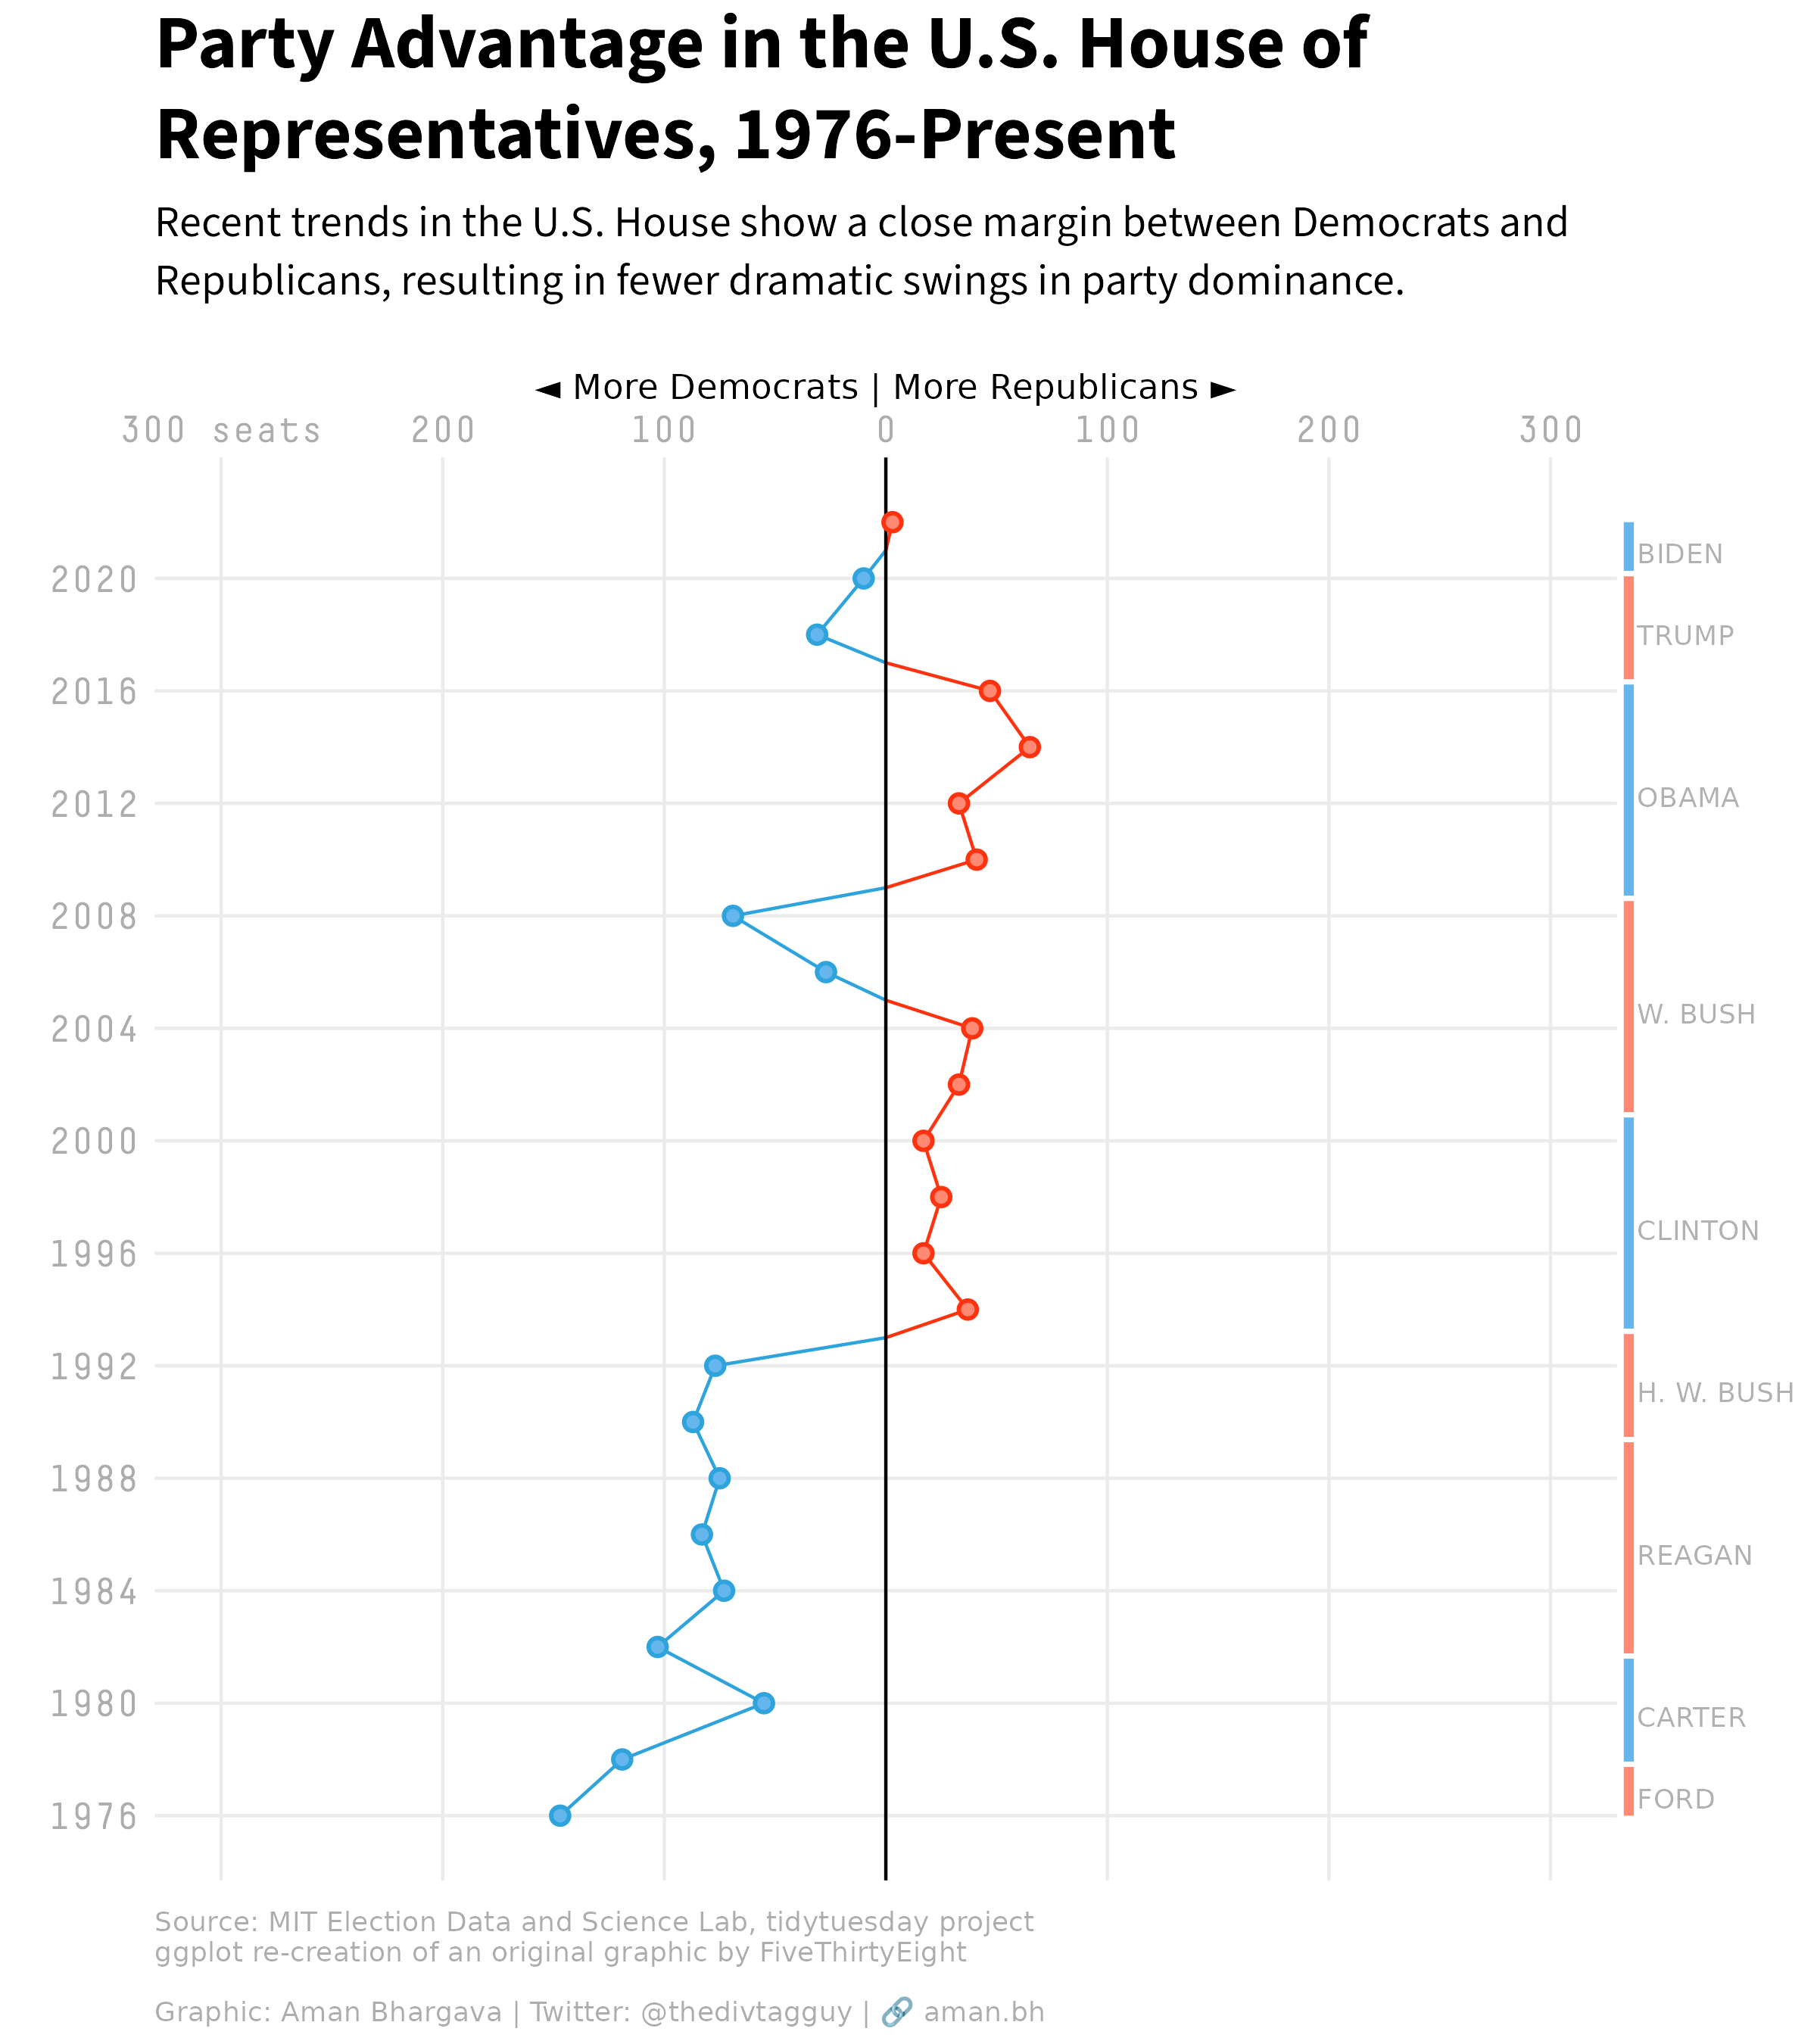 Party Advantage in the U.S. House of
Representatives, 1976-Present
Recent trends in the U.S. House show a close margin between Democrats and
Republicans, resulting in fewer dramatic swings in party dominance.
◄ More Democrats | More Republicans ►
300 seats 200 100 0 100 200 300
BIDEN
2020
TRUMP
2016
OBAMA
2012
2008
W. BUSH
2004
2000
CLINTON
1996
1992
H. W. BUSH
1988
REAGAN
1984
1980
CARTER
FORD
1976
Source: MIT Election Data and Science Lab, tidytuesday project
ggplot re-creation of an original graphic by FiveThirtyEight
Graphic: Aman Bhargava | Twitter: @thedivtagguy | 🔗 aman.bh